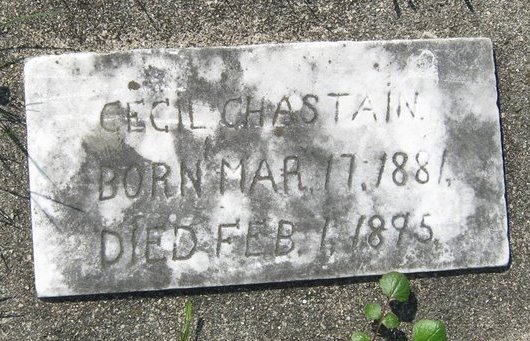 CECIL CHASTAIN.
BORN MAR. 17, 1881.
DIED FEB. 1, 1895.